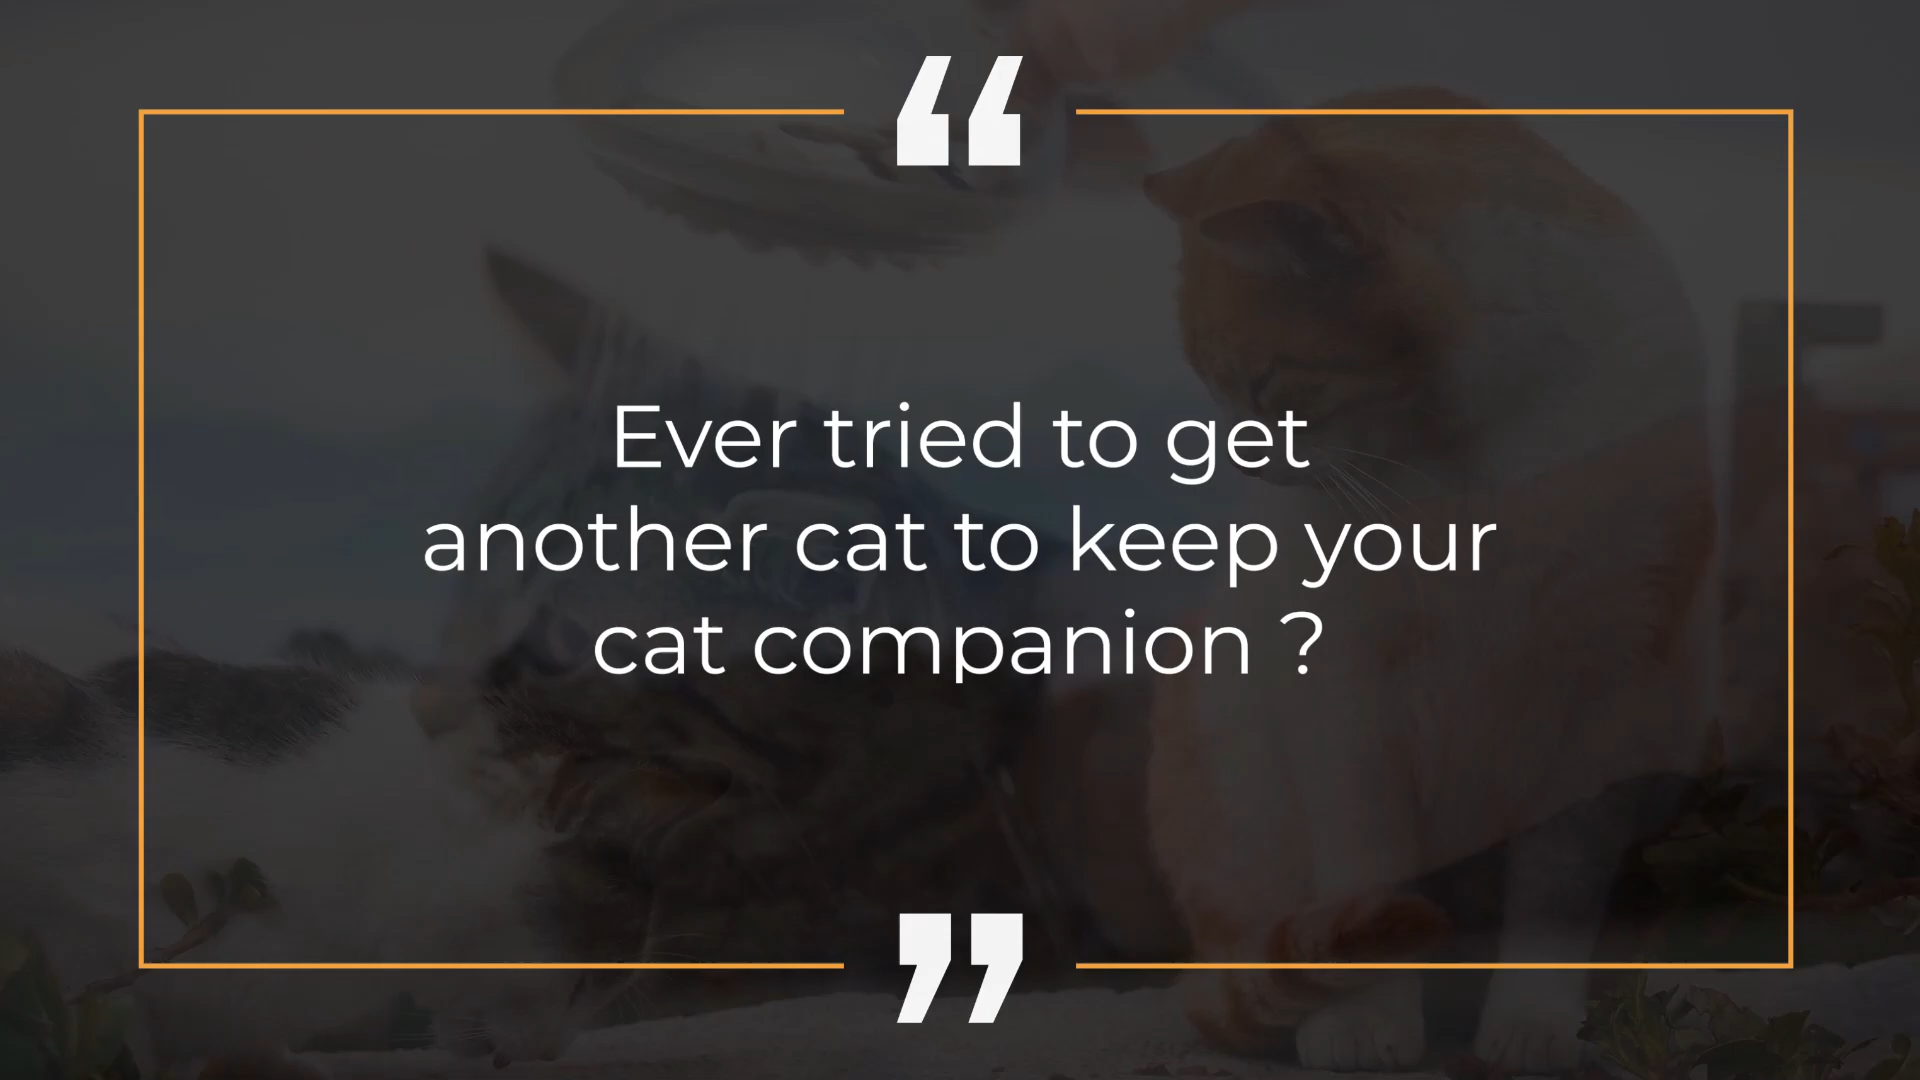 “
Ever tried to get
another cat to keep your
cat companion ?
”